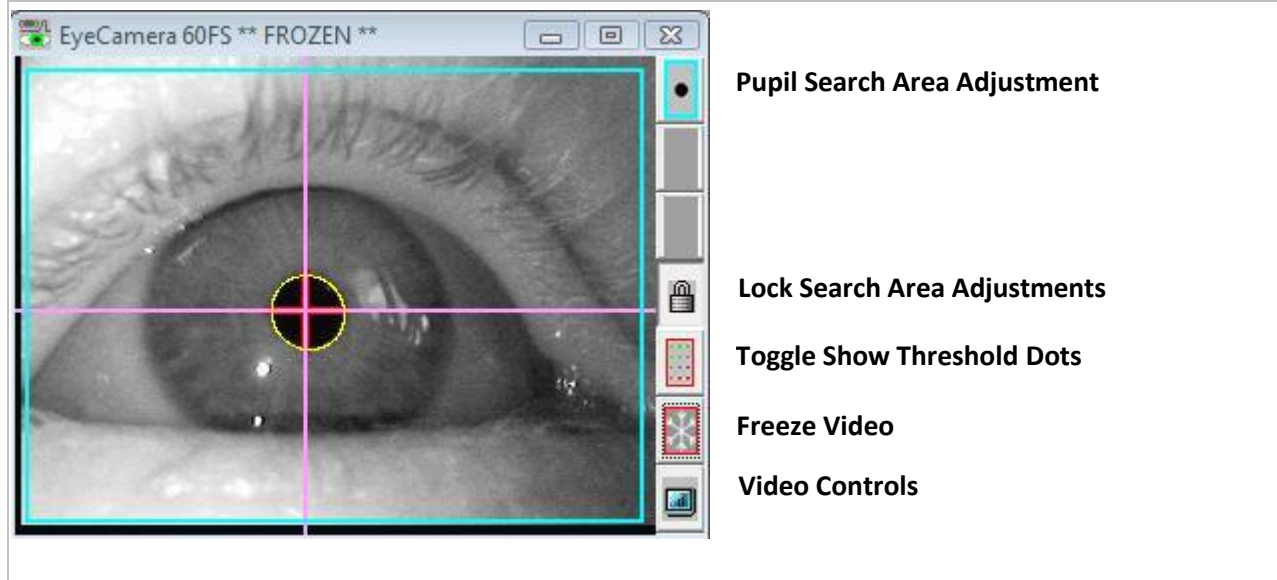 EyeCamera 60FS ** FROZEN **
Pupil Search Area Adjustment
Lock Search Area Adjustments
Toggle Show Threshold Dots
Freeze Video
Video Controls